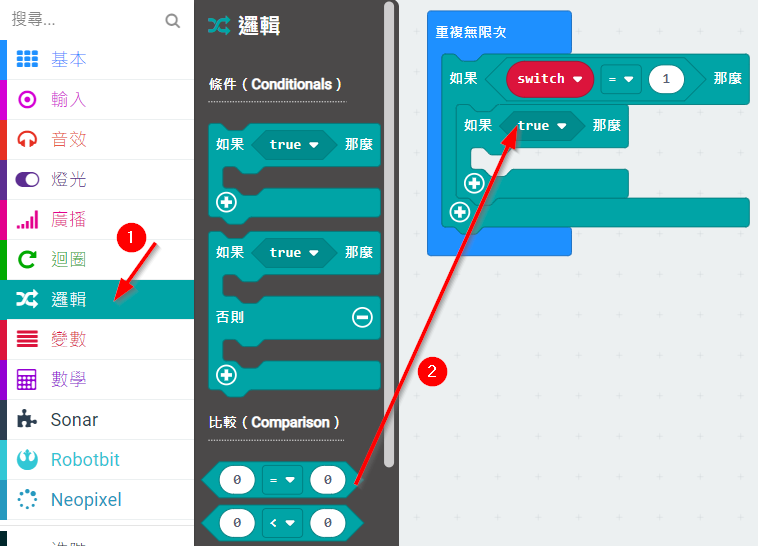 搜尋...
基本
輸入
音效
燈光
廣播
迴圈
邏輯
變數
數學
Sonar
Robotbit
Neopixel
1
邏輯
條件 ( Conditionals )
如果 true 那麼
如果 true 那麼
否則
比較 ( Comparison )
0 = 0
0 < 0
重複無限次
如果 switch = 1 那麼
如果 true 那麼
2